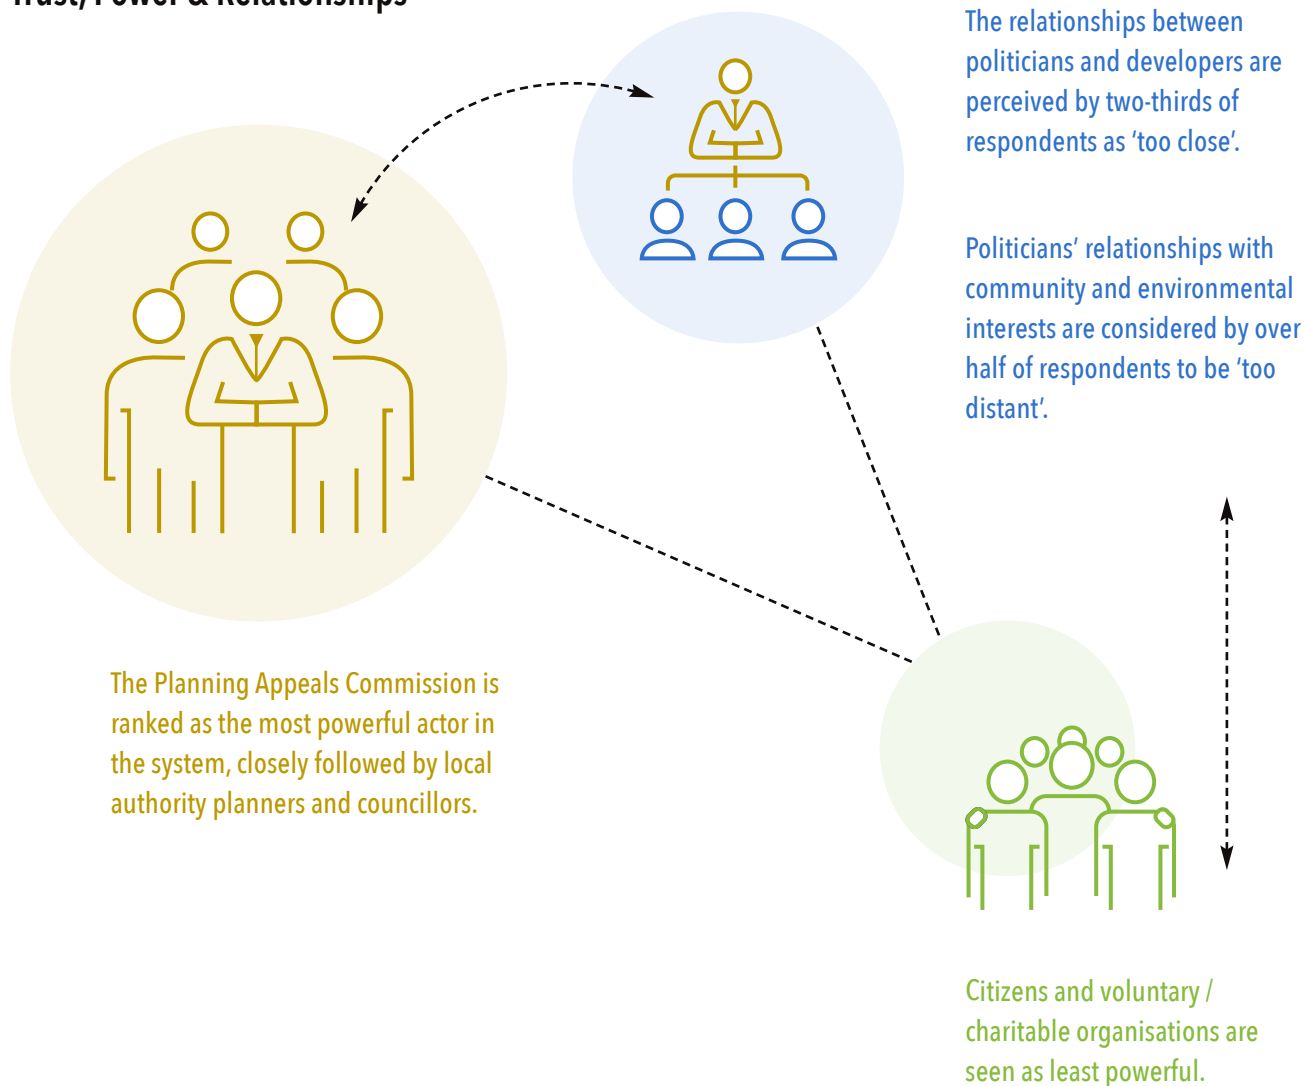 Trust, Power & Relationships
The relationships between
politicians and developers are
perceived by two-thirds of
respondents as ‘too close’.
Politicians’ relationships with
community and environmental
interests are considered by over
half of respondents to be ‘too
distant’.
The Planning Appeals Commission is
ranked as the most powerful actor in
the system, closely followed by local
authority planners and councillors.
Citizens and voluntary /
charitable organisations are
seen as least powerful.